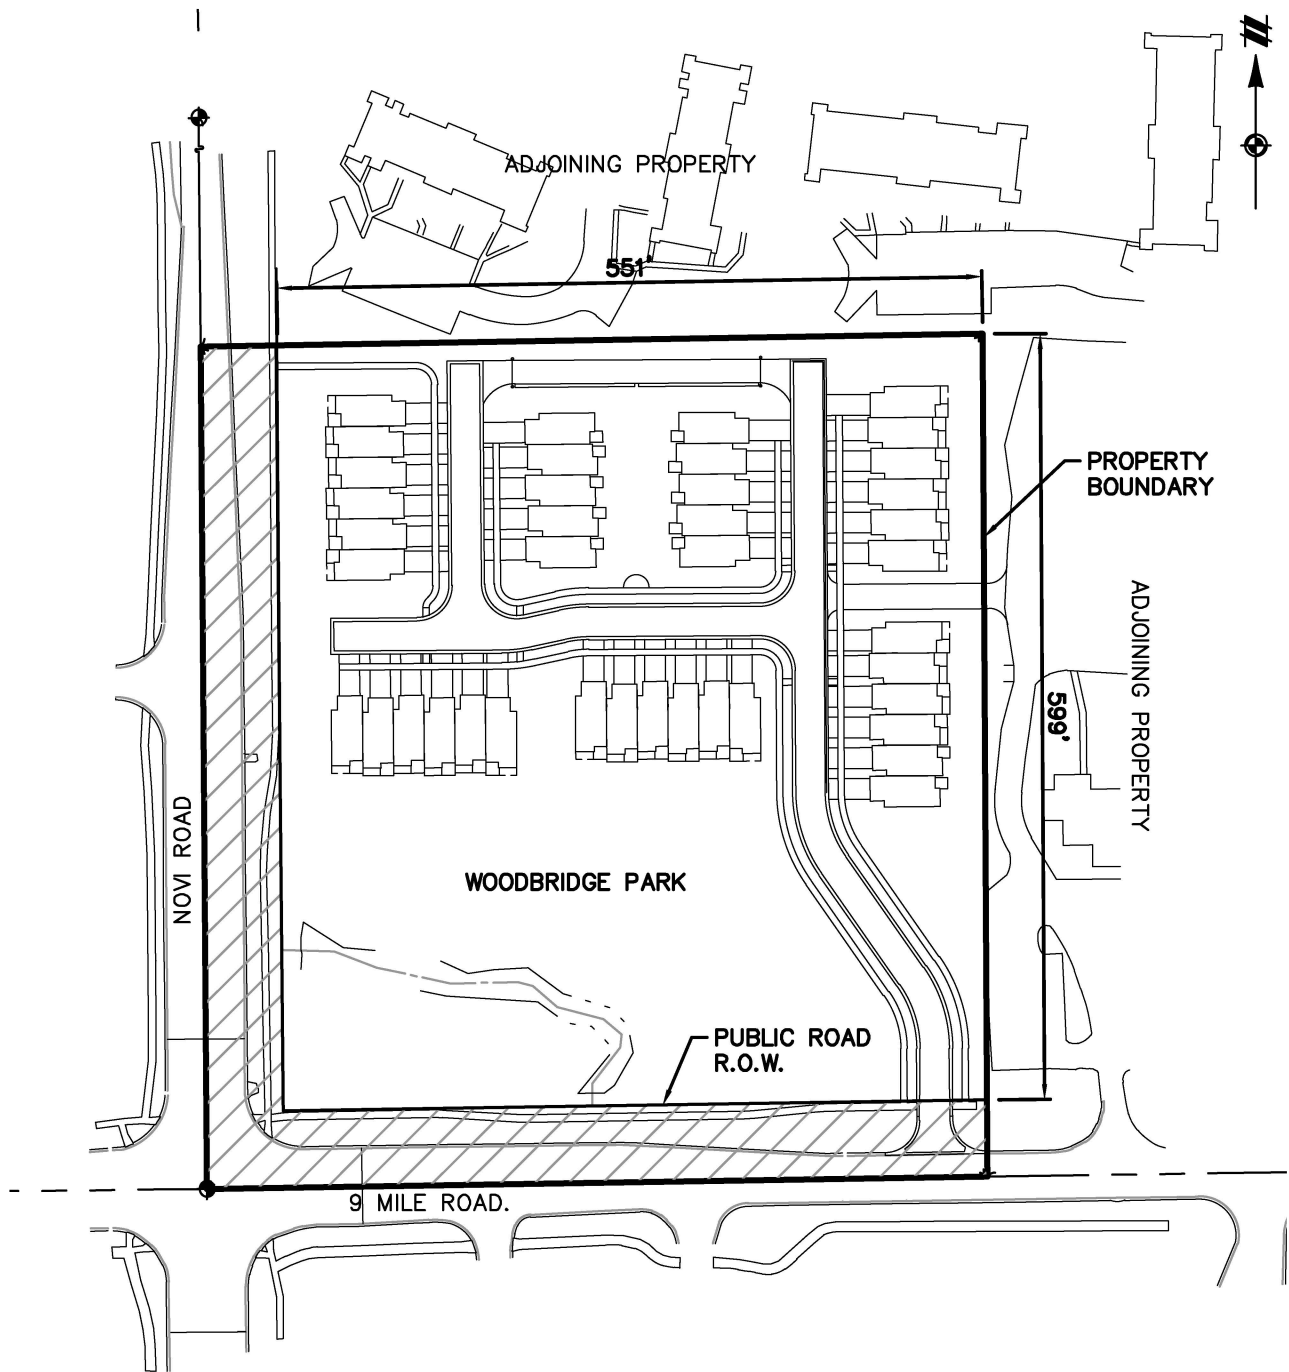 ADJOINING PROPERTY
551'
PROPERTY
BOUNDARY
ADJOINING PROPERTY
599'
NOVI ROAD
WOODBRIDGE PARK
PUBLIC ROAD
R.O.W.
9 MILE ROAD.